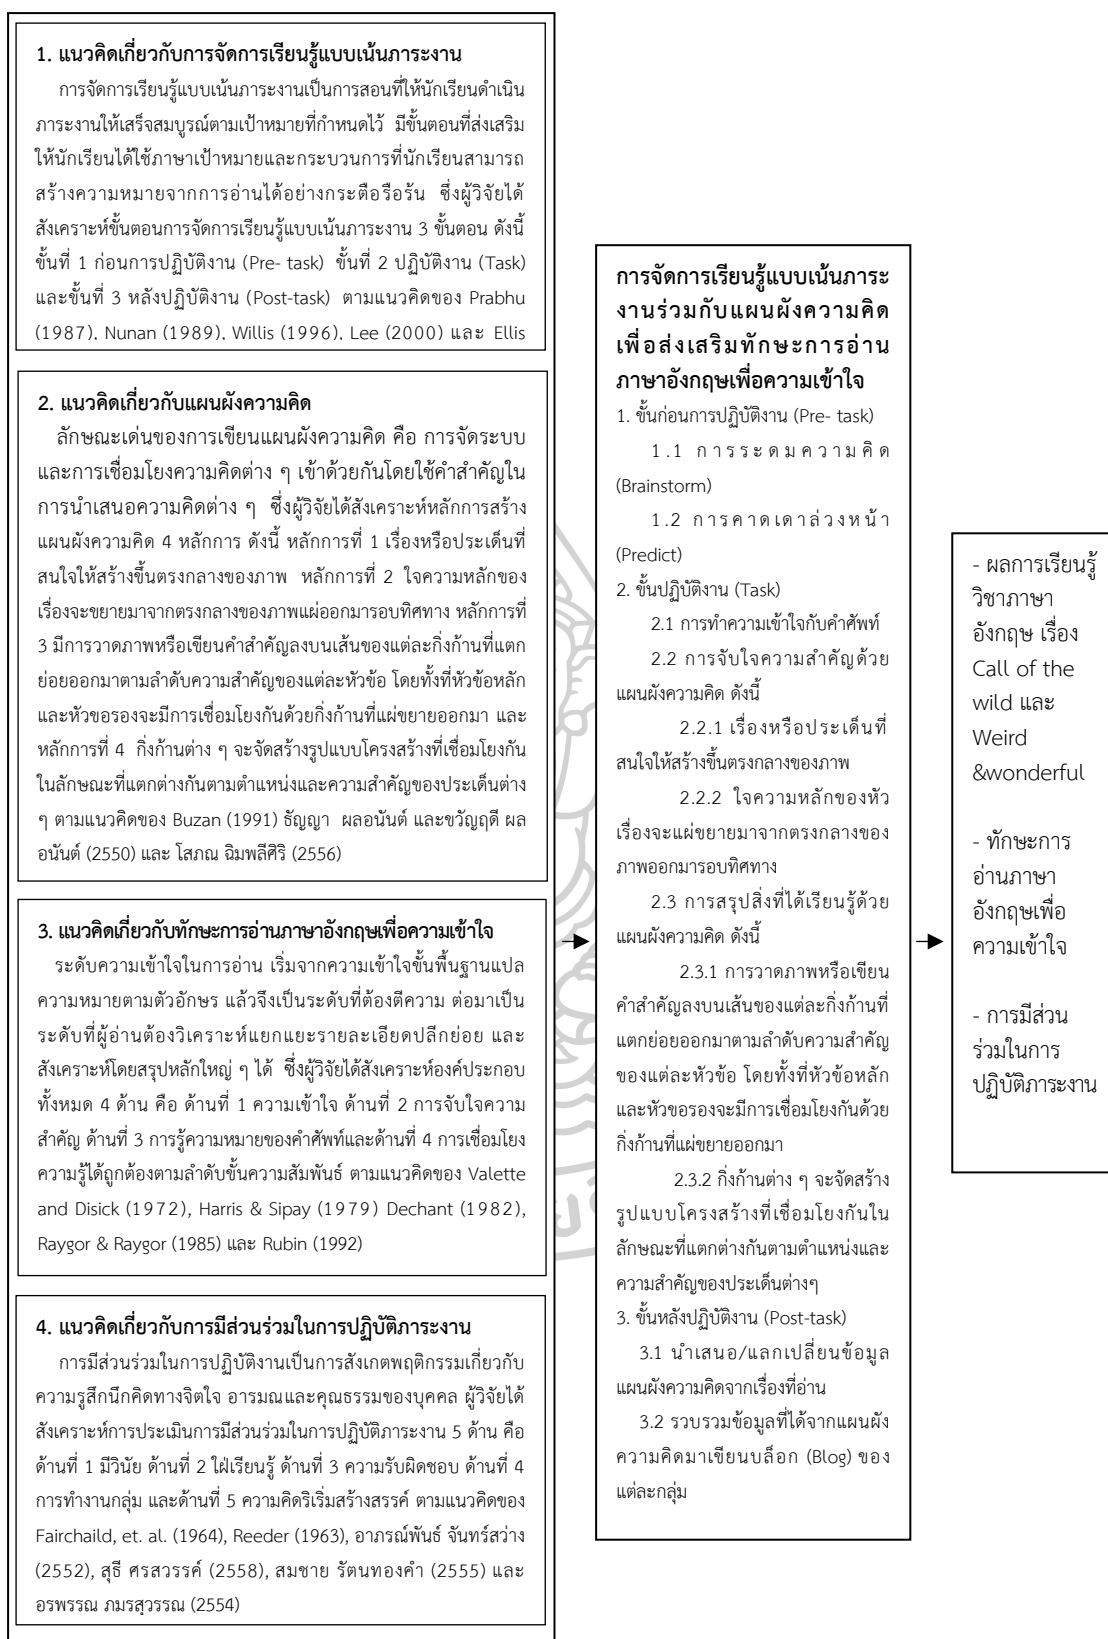 1. แนวคิดเกี่ยวกับการจัดการเรียนรู้แบบเน้นภาระงาน
การจัดการเรียนรู้แบบเน้นภาระงานเป็นการสอนที่ให้นักเรียนดำเนิน
ภาระงานให้เสร็จสมบูรณ์ตามเป้าหมายที่กำหนดไว้ มีขั้นตอนที่ส่งเสริม
ให้นักเรียนได้ใช้ภาษาเป้าหมายและกระบวนการที่นักเรียนสามารถ
สร้างความหมายจากการอ่านได้อย่างกระตือรือร้น ซึ่งผู้วิจัยได้
สังเคราะห์ขั้นตอนการจัดการเรียนรู้แบบเน้นภาระงาน 3 ขั้นตอน ดังนี้
ขั้นที่ 1 ก่อนการปฏิบัติงาน (Pre- task) ขั้นที่ 2 ปฏิบัติงาน (Task)
และขั้นที่ 3 หลังปฏิบัติงาน (Post-task) ตามแนวคิดของ Prabhu
(1987), Nunan (1989), Willis (1996), Lee (2000) และ Ellis
2. แนวคิดเกี่ยวกับแผนผังความคิด
ลักษณะเด่นของการเขียนแผนผังความคิด คือ การจัดระบบ
และการเชื่อมโยงความคิดต่าง ๆ เข้าด้วยกันโดยใช้คำสำคัญใน
การนำเสนอความคิดต่าง ๆ ซึ่งผู้วิจัยได้สังเคราะห์หลักการสร้าง
แผนผังความคิด 4 หลักการ ดังนี้ หลักการที่ 1 เรื่องหรือประเด็นที่
สนใจให้สร้างขึ้นตรงกลางของภาพ หลักการที่ 2 ใจความหลักของ
เรื่องจะขยายมาจากตรงกลางของภาพแผ่ออกมารอบทิศทาง หลักการที่
3 มีการวาดภาพหรือเขียนคำสำคัญลงบนเส้นของแต่ละกิ่งก้านที่แตก
ย่อยออกมาตามลำดับความสำคัญของแต่ละหัวข้อ โดยทั้งที่หัวข้อหลัก
และหัวขอรองจะมีการเชื่อมโยงกันด้วยกิ่งก้านที่แผ่ขยายออกมา และ
หลักการที่ 4 กิ่งก้านต่าง ๆ จะจัดสร้างรูปแบบโครงสร้างที่เชื่อมโยงกัน
ในลักษณะที่แตกต่างกันตามตำแหน่งและความสำคัญของประเด็นต่าง
ๆ ตามแนวคิดของ Buzan (1991) ธัญญา ผลอนันต์ และขวัญฤดี ผล
อนันต์ (2550) และ โสภณ ฉิมพลีศิริ (2556)
3. แนวคิดเกี่ยวกับทักษะการอ่านภาษาอังกฤษเพื่อความเข้าใจ
ระดับความเข้าใจในการอ่าน เริ่มจากความเข้าใจขั้นพื้นฐานแปล
ความหมายตามตัวอักษร แล้วจึงเป็นระดับที่ต้องตีความ ต่อมาเป็น
ระดับที่ผู้อ่านต้องวิเคราะห์แยกแยะรายละเอียดปลีกย่อย และ
สังเคราะห์โดยสรุปหลักใหญ่ ๆ ได้ ซึ่งผู้วิจัยได้สังเคราะห์องค์ประกอบ
ทั้งหมด 4 ด้าน คือ ด้านที่ 1 ความเข้าใจ ด้านที่ 2 การจับใจความ
สำคัญ ด้านที่ 3 การรู้ความหมายของคำศัพท์และด้านที่ 4 การเชื่อมโยง
ความรู้ได้ถูกต้องตามลำดับขั้นความสัมพันธ์ ตามแนวคิดของ Valette
and Disick (1972), Harris & Sipay (1979) Dechant (1982),
Raygor & Raygor (1985) และ Rubin (1992)
4. แนวคิดเกี่ยวกับการมีส่วนร่วมในการปฏิบัติภาระงาน
การมีส่วนร่วมในการปฏิบัติงานเป็นการสังเกตพฤติกรรมเกี่ยวกับ
ความรู้สึกนึกคิดทางจิตใจ อารมณและคุณธรรมของบุคคล ผู้วิจัยได้
สังเคราะห์การประเมินการมีส่วนร่วมในการปฏิบัติภาระงาน 5 ด้าน คือ
ด้านที่ 1 มีวินัย ด้านที่ 2 ใฝ่เรียนรู้ ด้านที่ 3 ความรับผิดชอบ ด้านที่ 4
การทำงานกลุ่ม และด้านที่ 5 ความคิดริเริ่มสร้างสรรค์ ตามแนวคิดของ
Fairchaild, et. al. (1964), Reeder (1963), อาภรณ์พันธ์ จันทร์สว่าง
(2552), สุธี ศรสวรรค์ (2558), สมชาย รัตนทองคำ (2555) และ
อรพรรณ ภมรสุวรรณ (2554)
การจัดการเรียนรู้แบบเน้นภาระ
งานร่วมกับแผนผังความคิด
เพื่อส่งเสริมทักษะการอ่าน
ภาษาอังกฤษเพื่อความเข้าใจ
1. ขั้นก่อนการปฏิบัติงาน (Pre- task)
1.1 การระดมความคิด
(Brainstorm)
1.2 การคาดเดาล่วงหน้า
(Predict)
2. ขั้นปฏิบัติงาน (Task)
2.1 การทำความเข้าใจกับคำศัพท์
2.2 การจับใจความสำคัญด้วย
แผนผังความคิด ดังนี้
2.2.1 เรื่องหรือประเด็นที่
สนใจให้สร้างขึ้นตรงกลางของภาพ
2.2.2 ใจความหลักของหัว
เรื่องจะแผ่ขยายมาจากตรงกลางของ
ภาพออกมารอบทิศทาง
2.3 การสรุปสิ่งที่ได้เรียนรู้ด้วย
แผนผังความคิด ดังนี้
2.3.1 การวาดภาพหรือเขียน
คำสำคัญลงบนเส้นของแต่ละกิ่งก้านที่
แตกย่อยออกมาตามลำดับความสำคัญ
ของแต่ละหัวข้อ โดยทั้งที่หัวข้อหลัก
และหัวขอรองจะมีการเชื่อมโยงกันด้วย
กิ่งก้านที่แผ่ขยายออกมา
2.3.2 กิ่งก้านต่าง ๆ จะจัดสร้าง
รูปแบบโครงสร้างที่เชื่อมโยงกันใน
ลักษณะที่แตกต่างกันตามตำแหน่งและ
ความสำคัญของประเด็นต่างๆ
3. ขั้นหลังปฏิบัติงาน (Post-task)
3.1 นำเสนอ/แลกเปลี่ยนข้อมูล
แผนผังความคิดจากเรื่องที่อ่าน
3.2 รวบรวมข้อมูลที่ได้จากแผนผัง
ความคิดมาเขียนบล็อก (Blog) ของ
แต่ละกลุ่ม
- ผลการเรียนรู้
วิชาภาษา
อังกฤษ เรื่อง
Call of the
wild และ
Weird
&wonderful
- ทักษะการ
อ่านภาษา
อังกฤษเพื่อ
ความเข้าใจ
- การมีส่วน
ร่วมในการ
ปฏิบัติภาระงาน